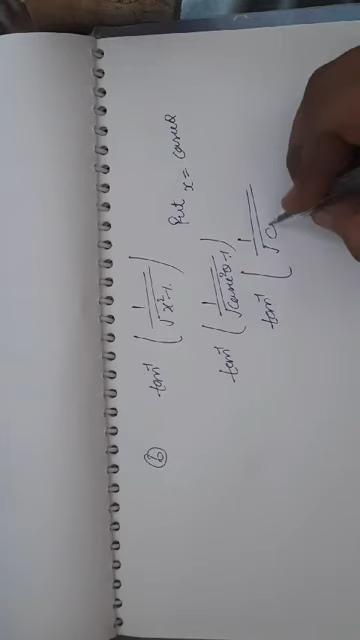 ⑥ tan⁻¹ ( 1 / √x²-1 ) Put x = cosecθ
tan⁻¹ ( 1 / √cosec²θ-1 )
tan⁻¹ ( 1 / √c